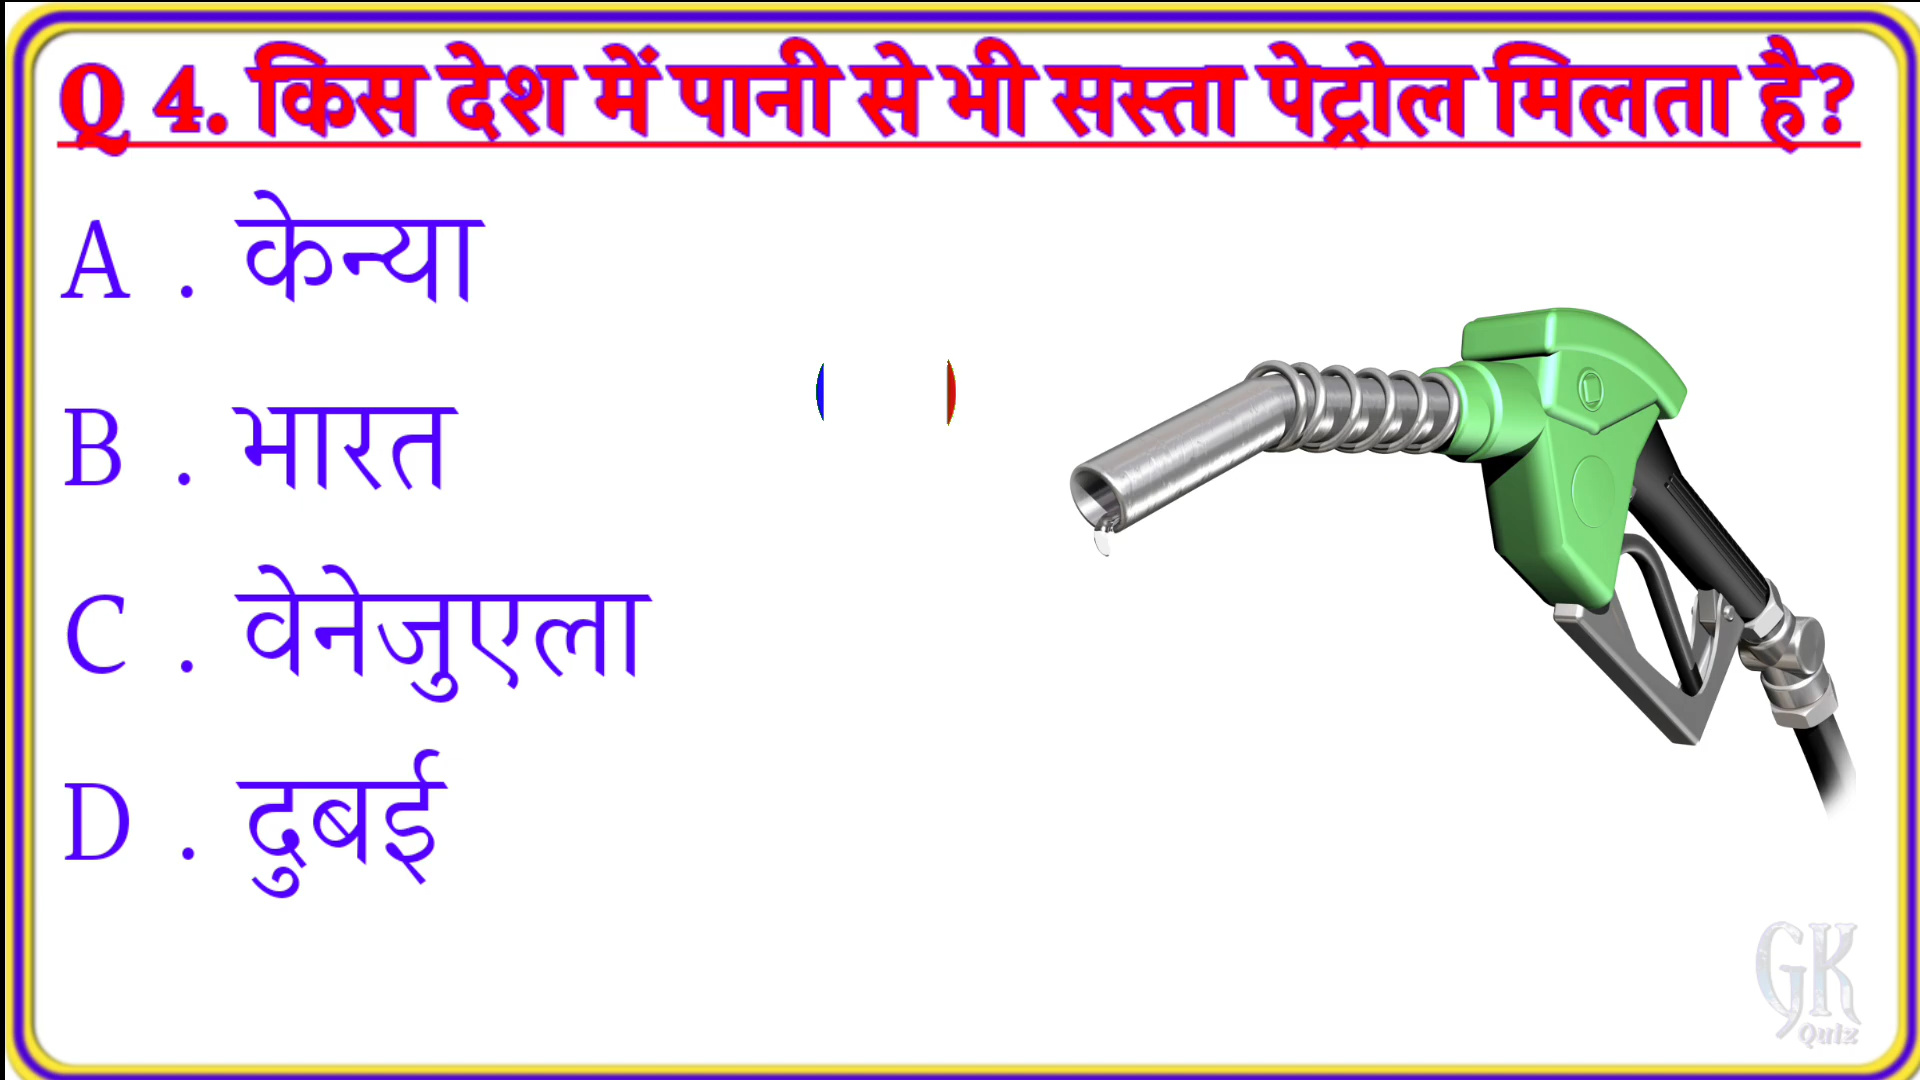 Q 4. किस देश में पानी से भी सस्ता पेट्रोल मिलता है?
A . केन्या
B . भारत
C . वेनेजुएला
D . दुबई
GK
Quiz